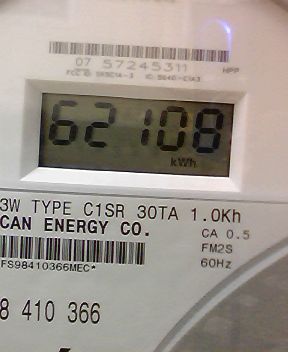 07 57245311
HPP
62108
kWh
3W TYPE C1SR 30TA 1.0Kh
CAN ENERGY CO.
CA 0.5
FM2S
*FS98410366MEC*
60Hz
8 410 366